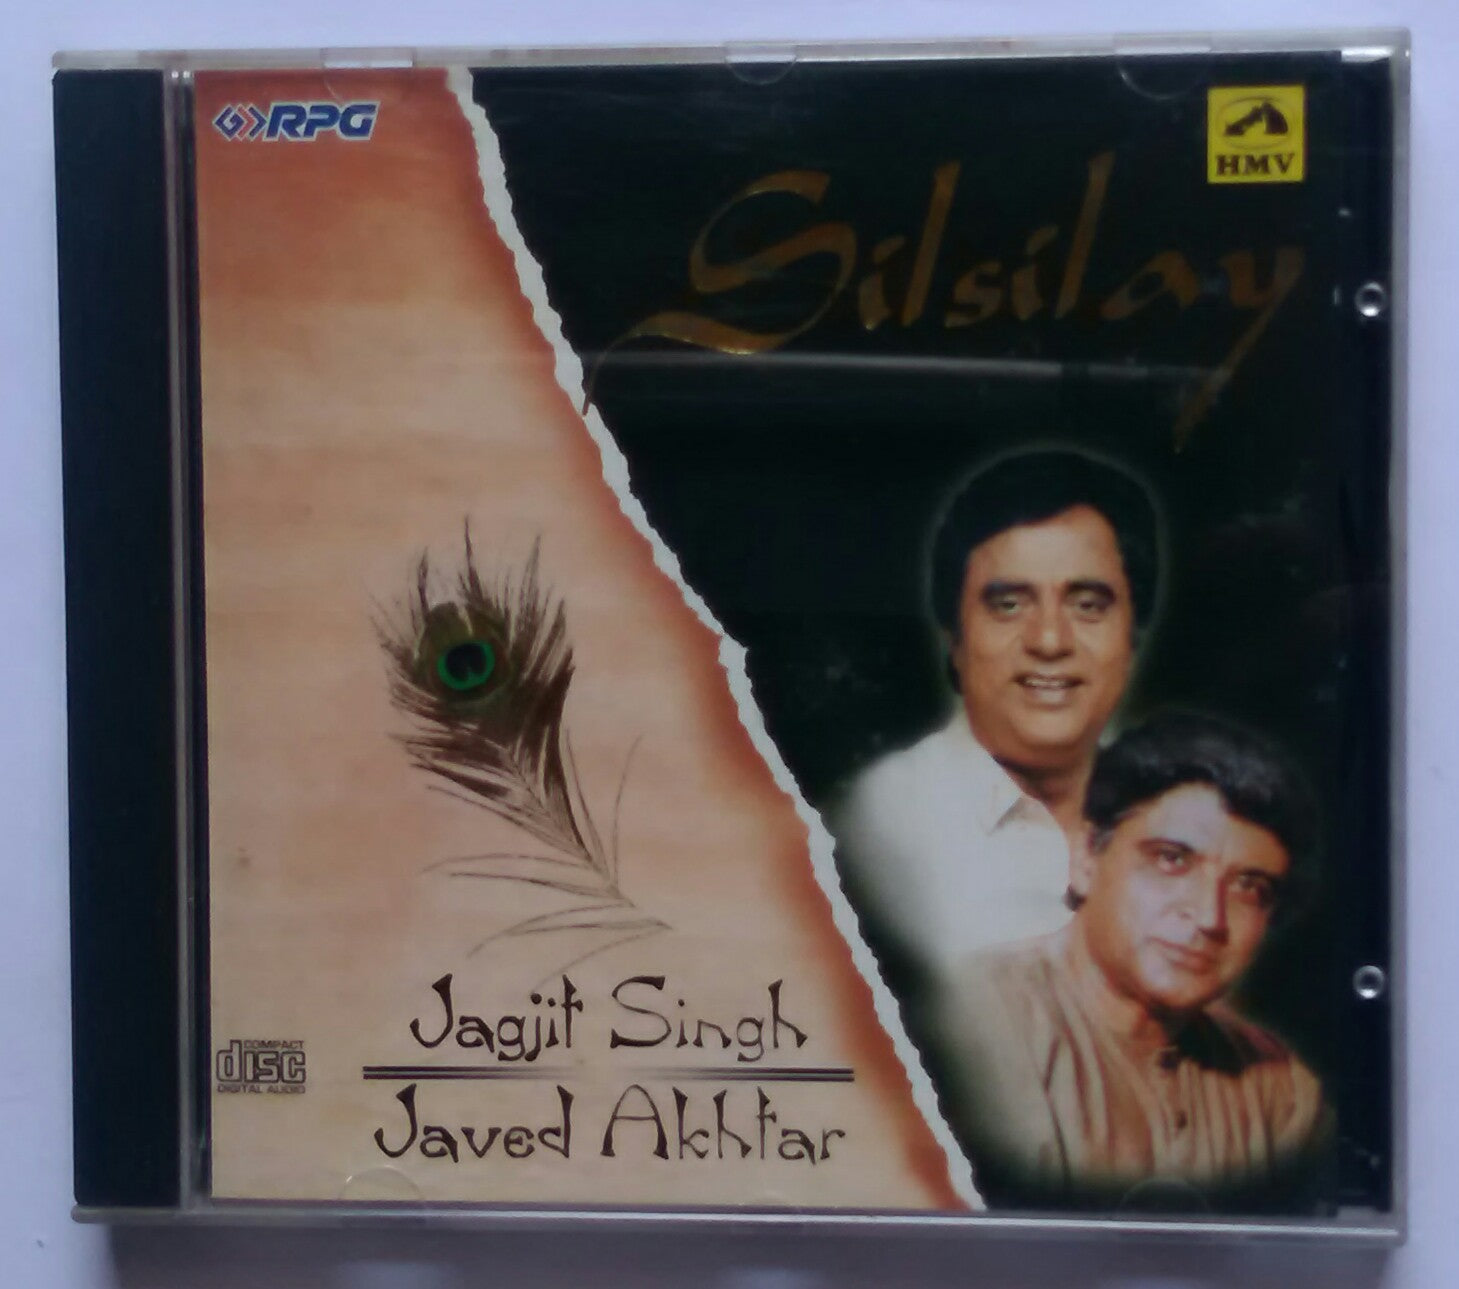 RPG
HMV
Silsilay
Jagjit Singh
Javed Akhtar
COMPACT
disc
DIGITAL AUDIO